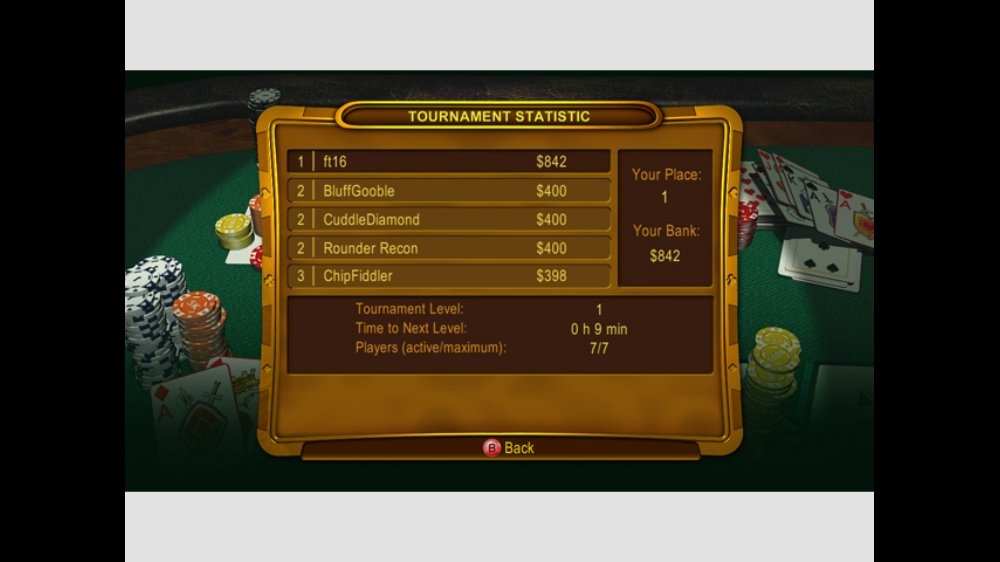 TOURNAMENT STATISTIC
1 ft16 $842
2 BluffGooble $400
2 CuddleDiamond $400
2 Rounder Recon $400
3 ChipFiddler $398
Your Place:
1
Your Bank:
$842
Tournament Level: 1
Time to Next Level: 0 h 9 min
Players (active/maximum): 7/7
B Back
A
A
A